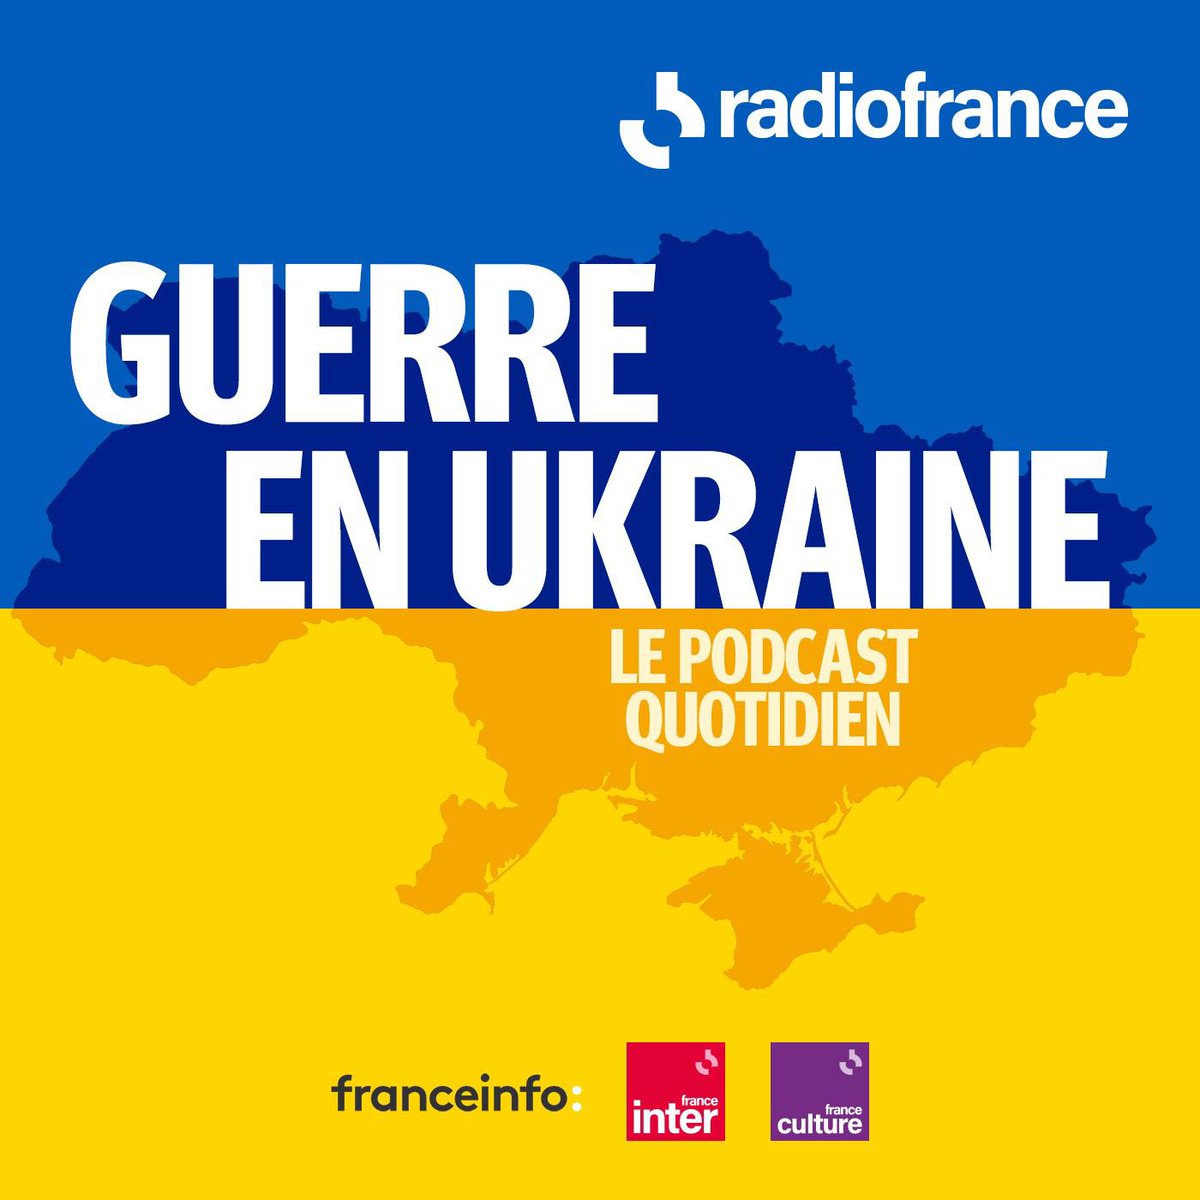 radiofrance
GUERRE
EN UKRAINE
LE PODCAST
QUOTIDIEN
franceinfo:
france
inter
france
culture